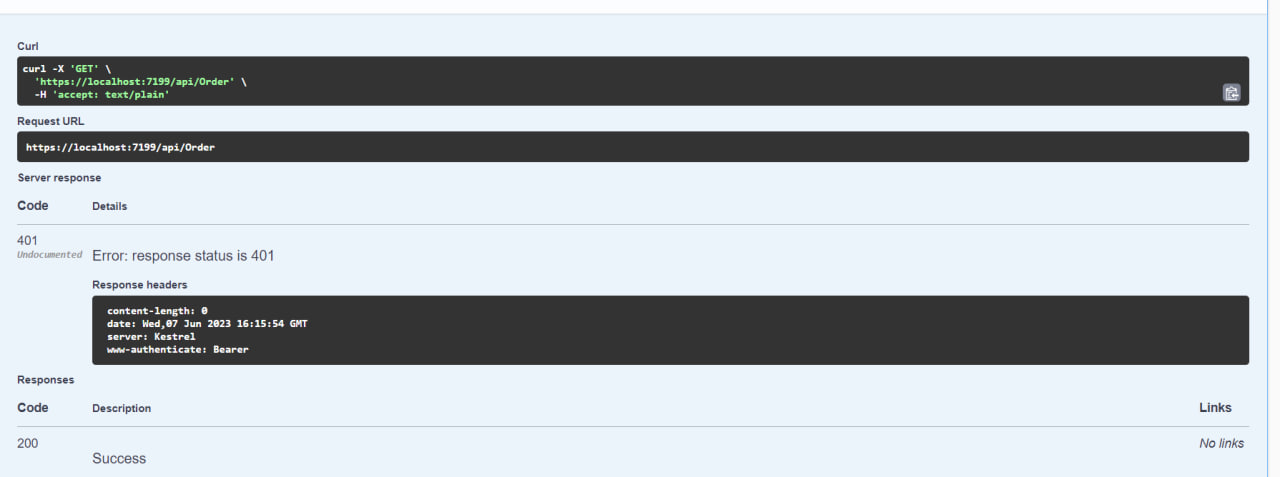 Curl
curl -X 'GET' \
'https://localhost:7199/api/Order' \
-H 'accept: text/plain'
Request URL
https://localhost:7199/api/Order
Server response
Code Details
401
Undocumented
Error: response status is 401
Response headers
content-length: 0
date: Wed,07 Jun 2023 16:15:54 GMT
server: Kestrel
www-authenticate: Bearer
Responses
Code Description Links
200 No links
Success